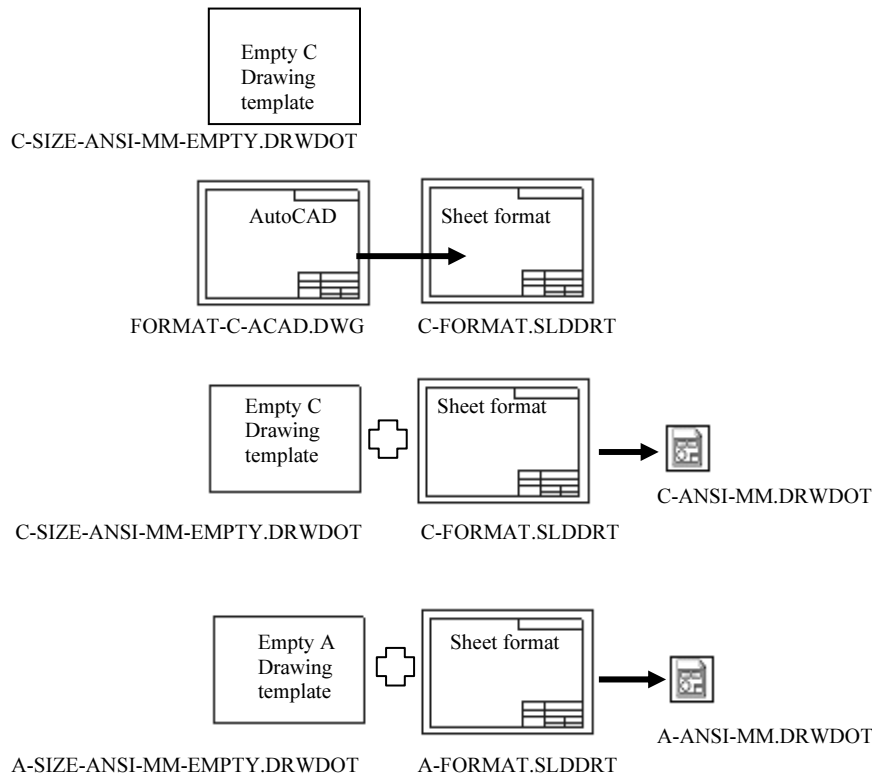 Empty C
Drawing
template
C-SIZE-ANSI-MM-EMPTY.DRWDOT
AutoCAD
Sheet format
FORMAT-C-ACAD.DWG
C-FORMAT.SLDDRT
Empty C
Drawing
template
Sheet format
C-ANSI-MM.DRWDOT
C-SIZE-ANSI-MM-EMPTY.DRWDOT
C-FORMAT.SLDDRT
Empty A
Drawing
template
Sheet format
A-ANSI-MM.DRWDOT
A-SIZE-ANSI-MM-EMPTY.DRWDOT
A-FORMAT.SLDDRT